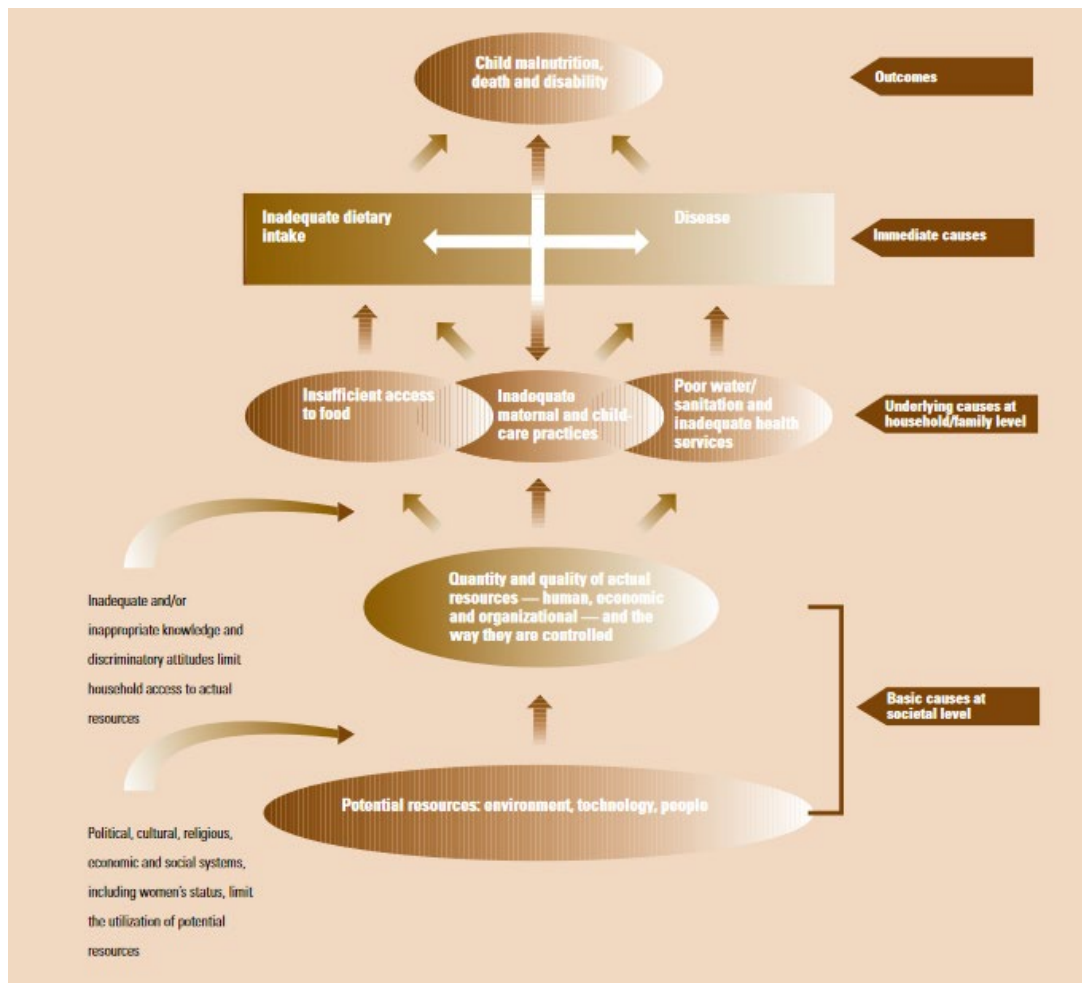 Child malnutrition,
death and disability
Outcomes
Inadequate dietary
intake
Disease
Immediate causes
Insufficient access
to food
Inadequate
maternal and child-
care practices
Poor water/
sanitation and
inadequate health
services
Underlying causes at
household/family level
Quantity and quality of actual
resources — human, economic
and organizational — and the
way they are controlled
Inadequate and/or
inappropriate knowledge and
discriminatory attitudes limit
household access to actual
resources
Basic causes at
societal level
Potential resources: environment, technology, people
Political, cultural, religious,
economic and social systems,
including women's status, limit
the utilization of potential
resources